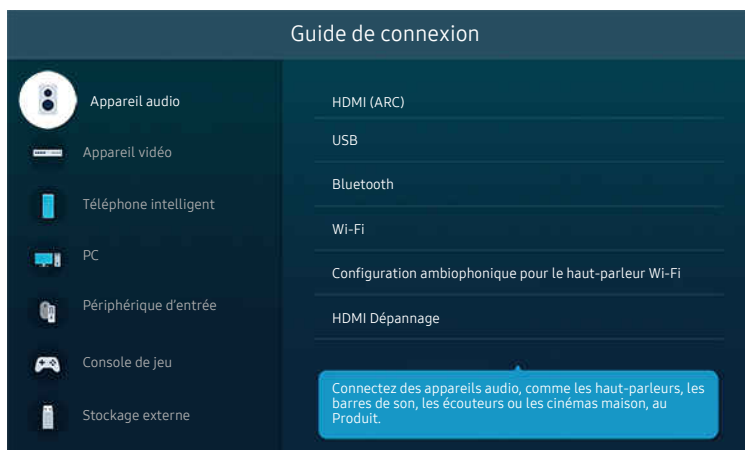 Guide de connexion
Appareil audio
Appareil vidéo
Téléphone intelligent
PC
Périphérique d'entrée
Console de jeu
Stockage externe
HDMI (ARC)
USB
Bluetooth
Wi-Fi
Configuration ambiophonique pour le haut-parleur Wi-Fi
HDMI Dépannage
Connectez des appareils audio, comme les haut-parleurs, les
barres de son, les écouteurs ou les cinémas maison, au
Produit.